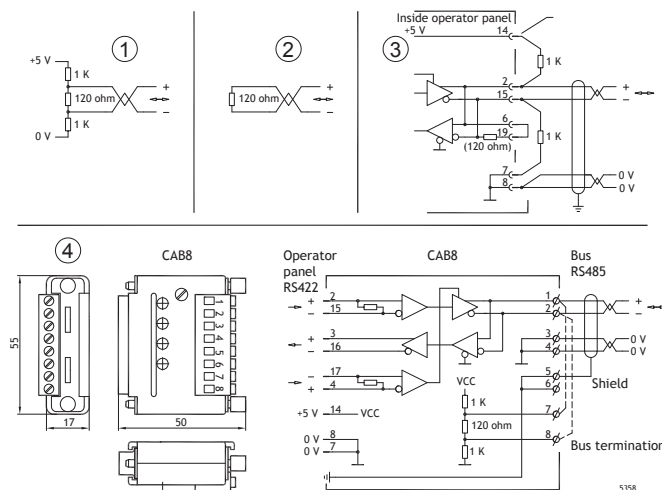 1
+5 V
1 K
120 ohm
+
−
1 K
0 V
2
120 ohm
+
−
3
Inside operator panel
+5 V
14
1 K
2
15
+
−
6
19
(120 ohm)
1 K
7
8
0 V
0 V
4
CAB8
55
17
1
2
3
4
5
6
7
8
50
Operator
panel
RS422
CAB8
Bus
RS485
+ 2
− 15
+ 3
− 16
− 17
+ 4
+5 V 14 VCC
0 V 8
0 V 7
VCC
1 K
120 ohm
1 K
1 +
2 −
3 0 V
4 0 V
5
6
Shield
7
8
Bus termination
5358